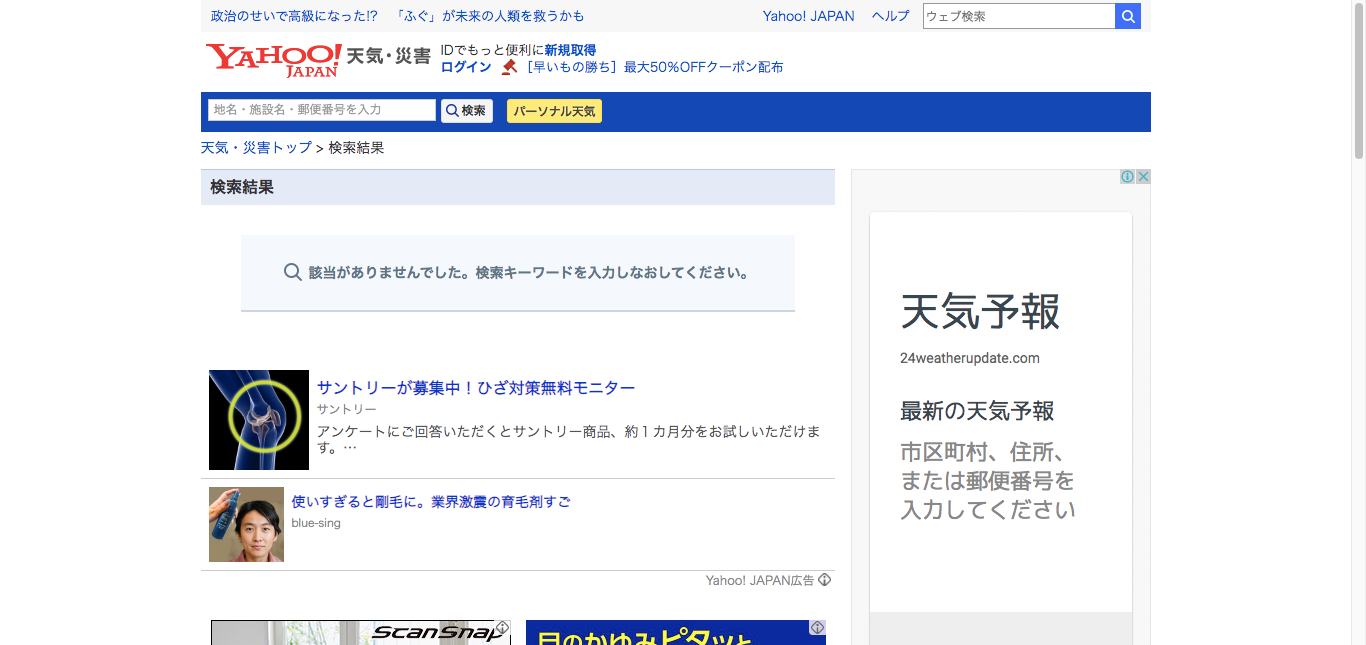 政治のせいで高級になった!? 「ふぐ」が未来の人類を救うかも
Yahoo! JAPAN ヘルプ ウェブ検索
YAHOO! JAPAN 天気・災害
IDでもっと便利に新規取得
ログイン [早いもの勝ち] 最大50%OFFクーポン配布
地名・施設名・郵便番号を入力 検索 パーソナル天気
天気・災害トップ > 検索結果
検索結果
該当がありませんでした。検索キーワードを入力しなおしてください。
サントリーが募集中！ひざ対策無料モニター
サントリー
アンケートにご回答いただくとサントリー商品、約１カ月分をお試しいただけま
す。…
使いすぎると剛毛に。業界激震の育毛剤すご
blue-sing
Yahoo! JAPAN広告
ScanSnap
目のかゆみピタッと
天気予報
24weatherupdate.com
最新の天気予報
市区町村、住所、
または郵便番号を
入力してください